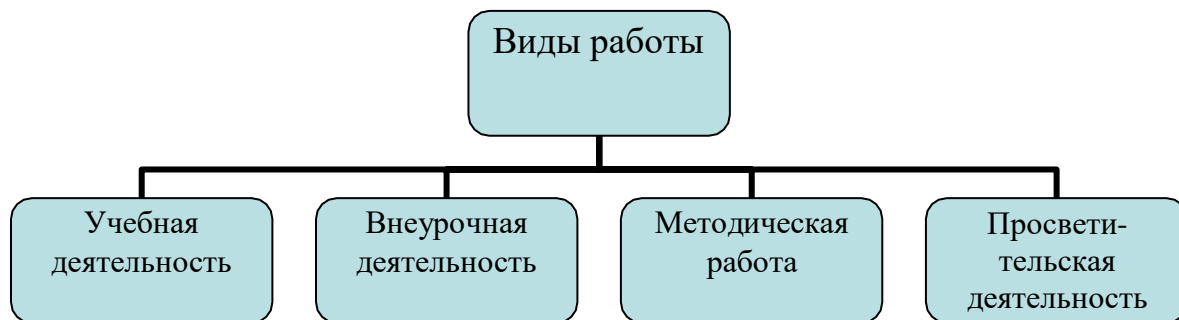 Виды работы
Учебная
деятельность
Внеурочная
деятельность
Методическая
работа
Просвети-
тельская
деятельность